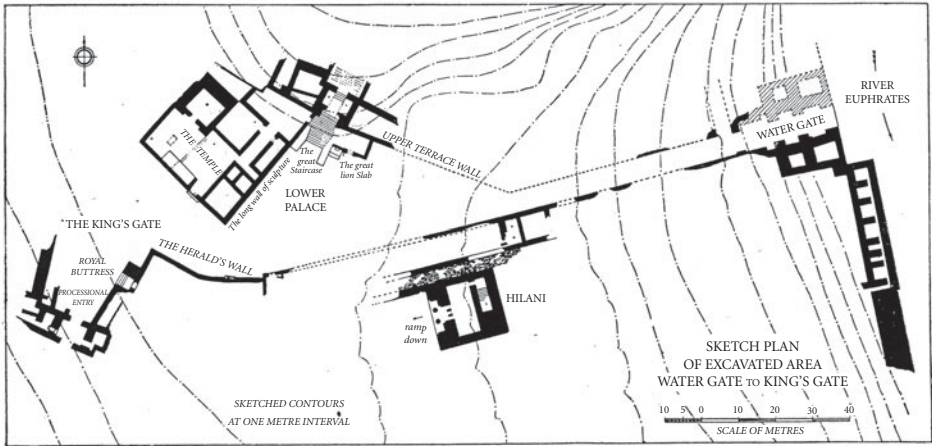 RIVER
EUPHRATES
WATER GATE
THE TEMPLE
The long wall of sculpture
The
great
Staircase
The great
lion Slab
UPPER TERRACE WALL
LOWER
PALACE
THE KING'S GATE
THE HERALD'S WALL
ROYAL
BUTTRESS
PROCESSIONAL
ENTRY
HILANI
ramp
down
SKETCH PLAN
OF EXCAVATED AREA
WATER GATE TO KING'S GATE
SKETCHED CONTOURS
AT ONE METRE INTERVAL
10 5 0 10 20 30 40
SCALE OF METRES